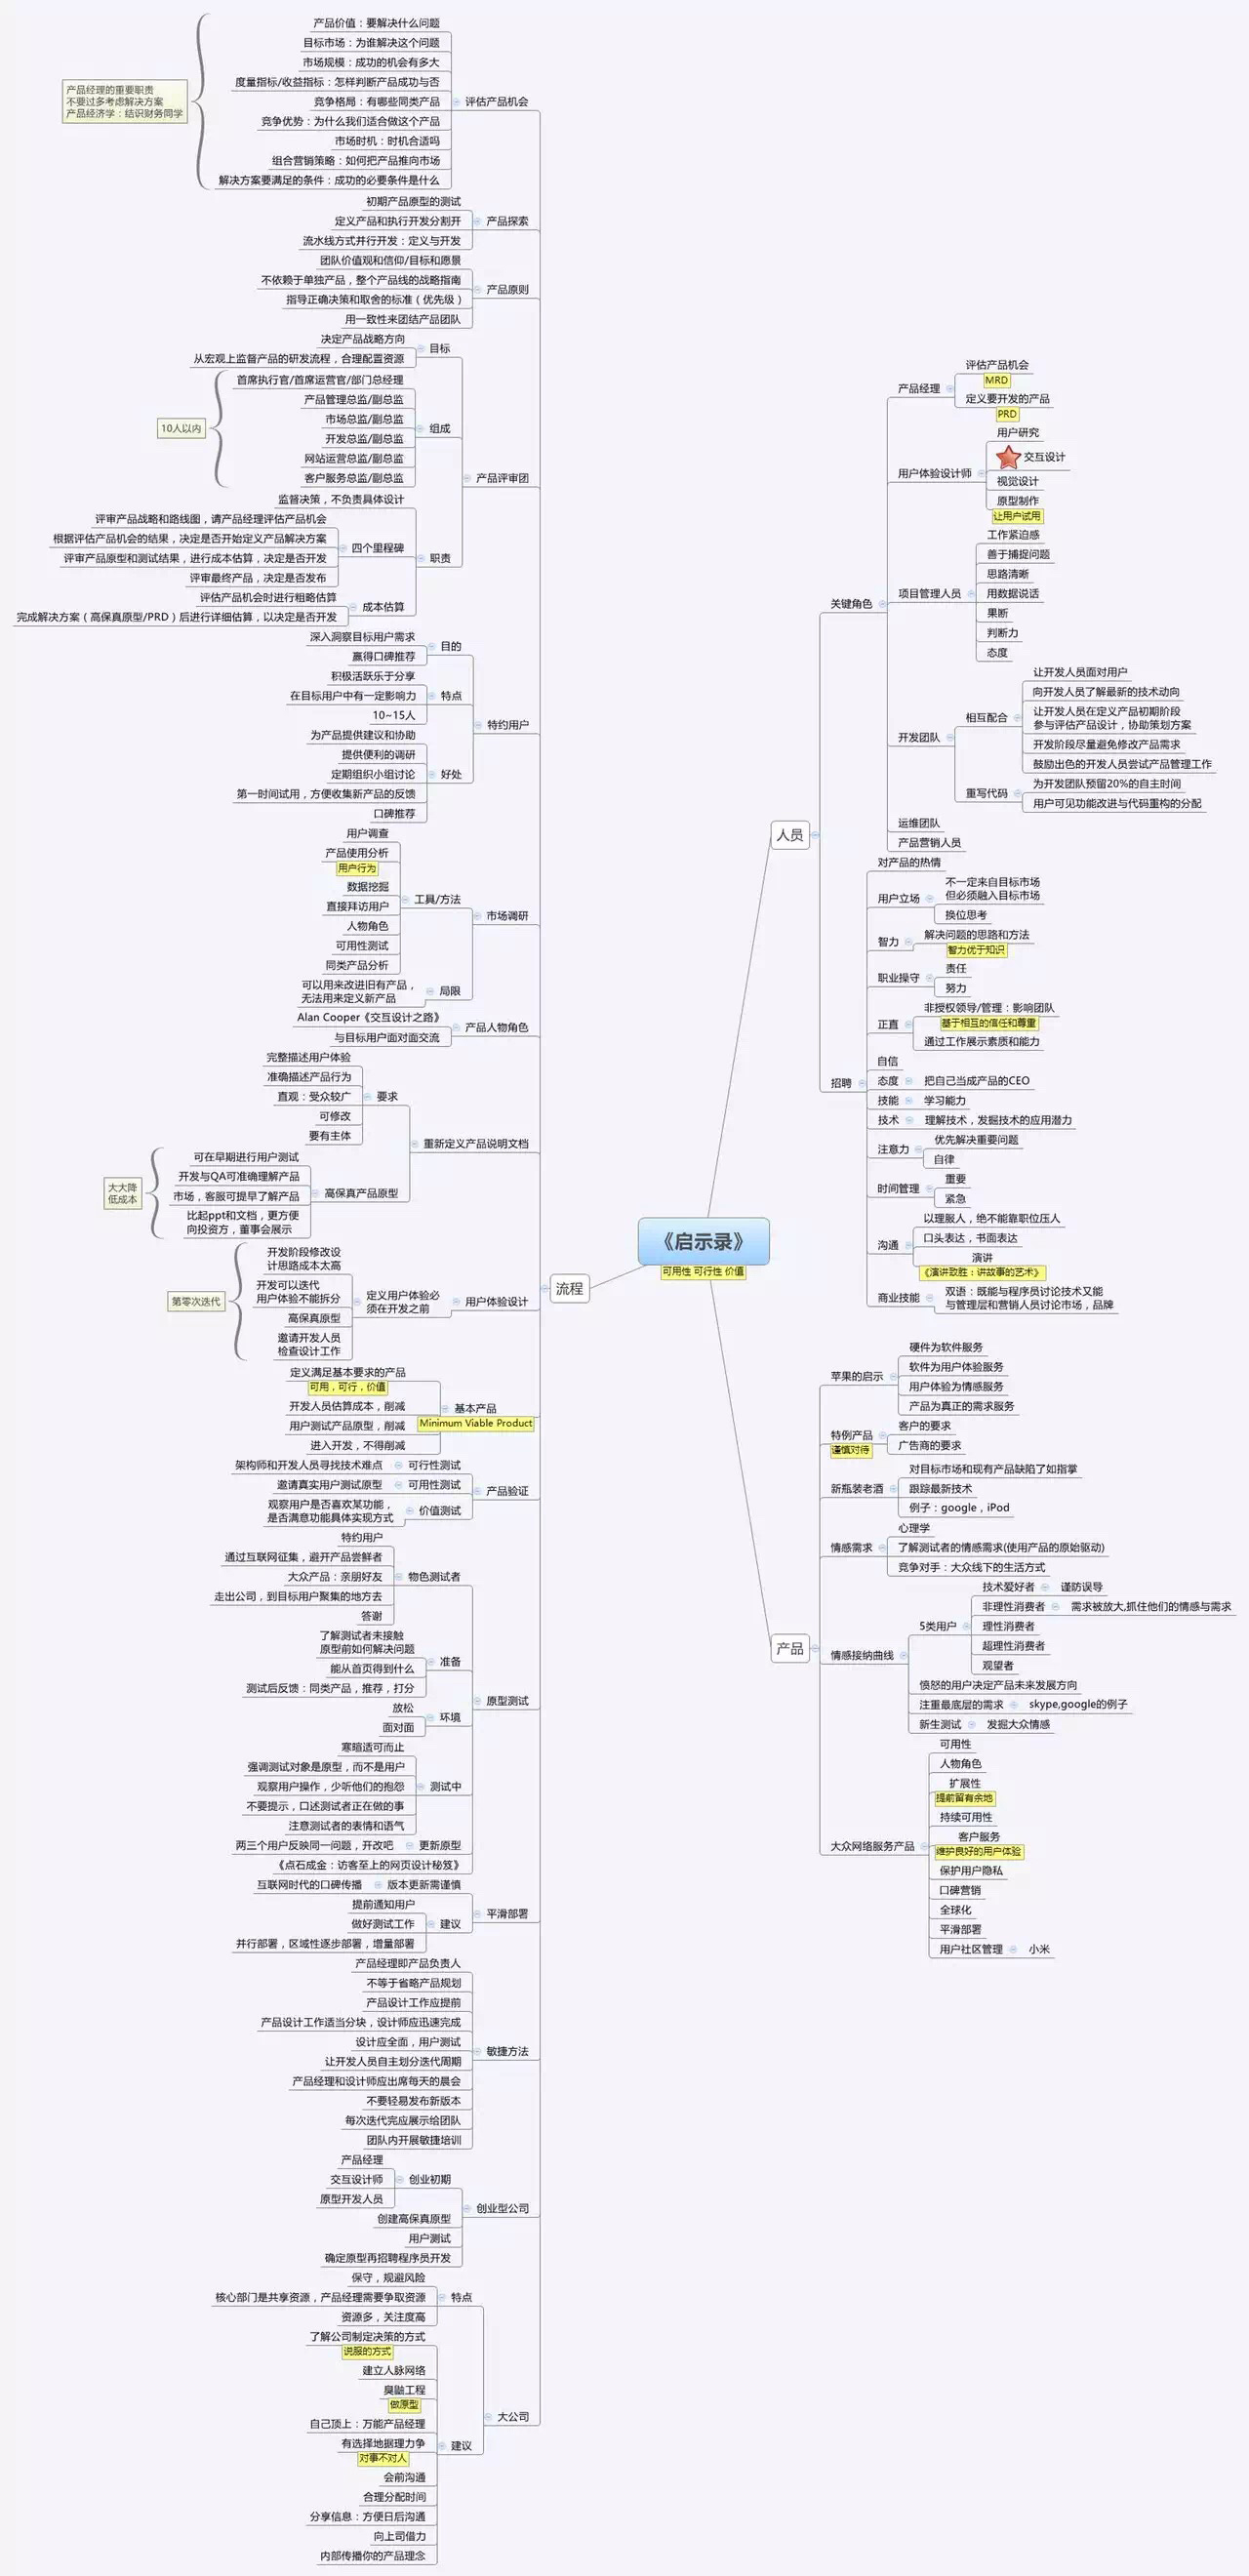 《启示录》
可用性 可行性 价值
人员
关键角色
产品经理
评估产品机会
MRD
定义要开发的产品
PRD
用户体验设计师
用户研究
交互设计
视觉设计
原型制作
让用户试用
项目管理人员
工作紧迫感
善于捕捉问题
思路清晰
用数据说话
果断
判断力
态度
开发团队
相互配合
让开发人员面对用户
向开发人员了解最新的技术动向
让开发人员在定义产品初期阶段
参与评估产品设计，协助策划方案
开发阶段尽量避免修改产品需求
鼓励出色的开发人员尝试产品管理工作
重写代码
为开发团队预留20%的自主时间
用户可见功能改进与代码重构的分配
运维团队
产品营销人员
招聘
对产品的热情
用户立场
不一定来自目标市场
但必须融入目标市场
换位思考
智力
解决问题的思路和方法
智力优于知识
职业操守
责任
努力
正直
非授权领导/管理：影响团队
基于相互的信任和尊重
通过工作展示素质和能力
自信
态度
把自己当成产品的CEO
技能
学习能力
技术
理解技术，发掘技术的应用潜力
注意力
优先解决重要问题
自律
时间管理
重要
紧急
沟通
以理服人，绝不能靠职位压人
口头表达，书面表达
演讲
《演讲致胜：讲故事的艺术》
商业技能
双语：既能与程序员讨论技术又能
与管理层和营销人员讨论市场，品牌
产品
苹果的启示
硬件为软件服务
软件为用户体验服务
用户体验为情感服务
产品为真正的需求服务
特例产品
谨慎对待
客户的要求
广告商的要求
新瓶装老酒
对目标市场和现有产品缺陷了如指掌
跟踪最新技术
例子：google，iPod
情感需求
心理学
了解测试者的情感需求(使用产品的原始驱动)
竞争对手：大众线下的生活方式
情感接纳曲线
5类用户
技术爱好者
谨防误导
非理性消费者
需求被放大,抓住他们的情感与需求
理性消费者
超理性消费者
观望者
愤怒的用户决定产品未来发展方向
注重最底层的需求
skype,google的例子
新生测试
发掘大众情感
大众网络服务产品
可用性
人物角色
扩展性
提前留有余地
持续可用性
客户服务
维护良好的用户体验
保护用户隐私
口碑营销
全球化
平滑部署
用户社区管理
小米
流程
评估产品机会
产品价值：要解决什么问题
目标市场：为谁解决这个问题
市场规模：成功的机会有多大
度量指标/收益指标：怎样判断产品成功与否
竞争格局：有哪些同类产品
竞争优势：为什么我们适合做这个产品
市场时机：时机合适吗
组合营销策略：如何把产品推向市场
解决方案要满足的条件：成功的必要条件是什么
产品经理的重要职责
不要过多考虑解决方案
产品经济学：结识财务同学
产品探索
初期产品原型的测试
定义产品和执行开发分割开
流水线方式并行开发：定义与开发
产品原则
团队价值观和信仰/目标和愿景
不依赖于单独产品，整个产品线的战略指南
指导正确决策和取舍的标准（优先级）
用一致性来团结产品团队
产品评审团
目标
决定产品战略方向
从宏观上监督产品的研发流程，合理配置资源
组成
首席执行官/首席运营官/部门总经理
产品管理总监/副总监
市场总监/副总监
开发总监/副总监
网站运营总监/副总监
客户服务总监/副总监
10人以内
职责
监督决策，不负责具体设计
四个里程碑
评审产品战略和路线图，请产品经理评估产品机会
根据评估产品机会的结果，决定是否开始定义产品解决方案
评审产品原型和测试结果，进行成本估算，决定是否开发
评审最终产品，决定是否发布
成本估算
评估产品机会时进行粗略估算
完成解决方案（高保真原型/PRD）后进行详细估算，以决定是否开发
特约用户
目的
深入洞察目标用户需求
赢得口碑推荐
特点
积极活跃乐于分享
在目标用户中有一定影响力
10~15人
好处
为产品提供建议和协助
提供便利的调研
定期组织小组讨论
第一时间试用，方便收集新产品的反馈
口碑推荐
市场调研
工具/方法
用户调查
产品使用分析
用户行为
数据挖掘
直接拜访用户
人物角色
可用性测试
同类产品分析
局限
可以用来改进旧有产品，
无法用来定义新产品
产品人物角色
Alan Cooper《交互设计之路》
与目标用户面对面交流
重新定义产品说明文档
要求
完整描述用户体验
准确描述产品行为
直观：受众较广
可修改
要有主体
高保真产品原型
可在早期进行用户测试
开发与QA可准确理解产品
市场，客服可提早了解产品
比起ppt和文档，更方便
向投资方，董事会展示
大大降
低成本
用户体验设计
定义用户体验必
须在开发之前
开发阶段修改设
计思路成本太高
开发可以迭代
用户体验不能拆分
高保真原型
邀请开发人员
检查设计工作
第零次迭代
基本产品
Minimum Viable Product
定义满足基本要求的产品
可用，可行，价值
开发人员估算成本，削减
用户测试产品原型，削减
进入开发，不得削减
产品验证
可行性测试
架构师和开发人员寻找技术难点
可用性测试
邀请真实用户测试原型
价值测试
观察用户是否喜欢某功能，
是否满意功能具体实现方式
原型测试
物色测试者
特约用户
通过互联网征集，避开产品尝鲜者
大众产品：亲朋好友
走出公司，到目标用户聚集的地方去
答谢
准备
了解测试者未接触
原型前如何解决问题
能从首页得到什么
测试后反馈：同类产品，推荐，打分
环境
放松
面对面
测试中
寒暄适可而止
强调测试对象是原型，而不是用户
观察用户操作，少听他们的抱怨
不要提示，口述测试者正在做的事
注意测试者的表情和语气
更新原型
两三个用户反映同一问题，开改吧
《点石成金：访客至上的网页设计秘笈》
平滑部署
版本更新需谨慎
互联网时代的口碑传播
建议
提前通知用户
做好测试工作
并行部署，区域性逐步部署，增量部署
敏捷方法
产品经理即产品负责人
不等于省略产品规划
产品设计工作应提前
产品设计工作适当分块，设计师应迅速完成
设计应全面，用户测试
让开发人员自主划分迭代周期
产品经理和设计师应出席每天的晨会
不要轻易发布新版本
每次迭代完应展示给团队
团队内开展敏捷培训
创业型公司
创业初期
产品经理
交互设计师
原型开发人员
创建高保真原型
用户测试
确定原型再招聘程序员开发
大公司
特点
保守，规避风险
核心部门是共享资源，产品经理需要争取资源
资源多，关注度高
建议
了解公司制定决策的方式
说服的方式
建立人脉网络
臭鼬工程
做原型
自己顶上：万能产品经理
有选择地据理力争
对事不对人
会前沟通
合理分配时间
分享信息：方便日后沟通
向上司借力
内部传播你的产品理念